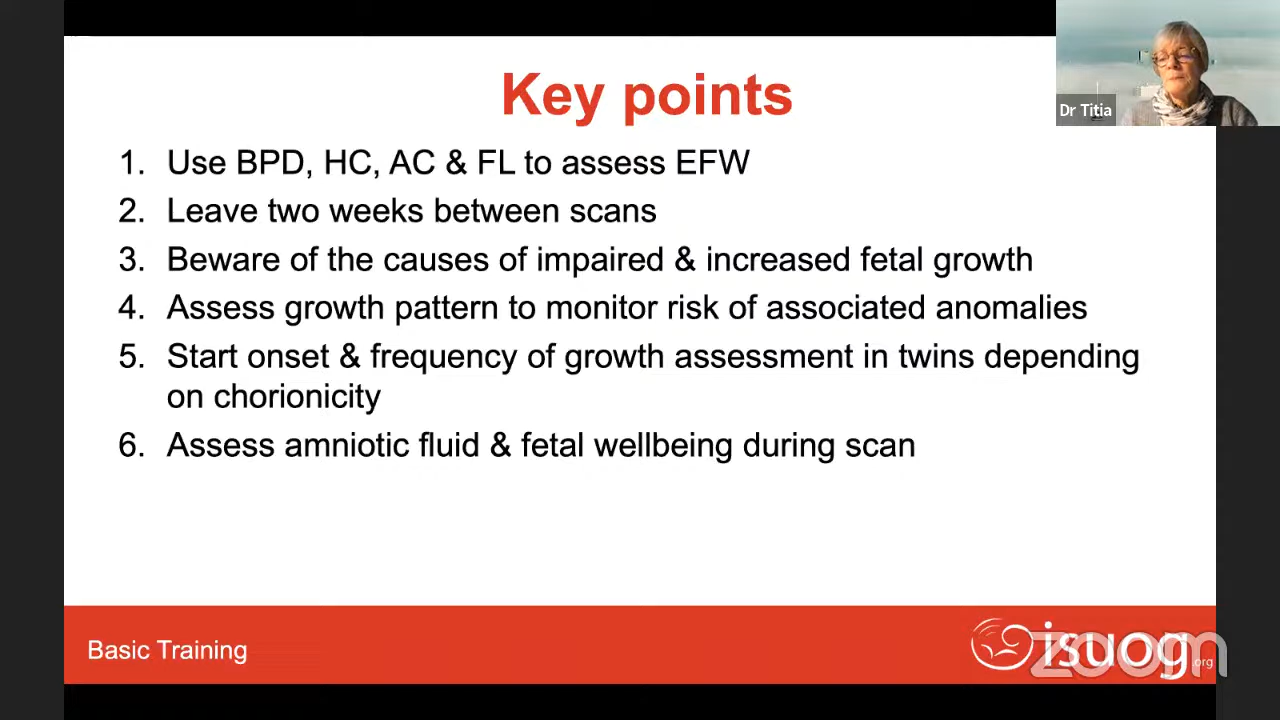 Key points
Dr Titia
1. Use BPD, HC, AC & FL to assess EFW
2. Leave two weeks between scans
3. Beware of the causes of impaired & increased fetal growth
4. Assess growth pattern to monitor risk of associated anomalies
5. Start onset & frequency of growth assessment in twins depending
on chorionicity
6. Assess amniotic fluid & fetal wellbeing during scan
Basic Training
isuog.org
zoom